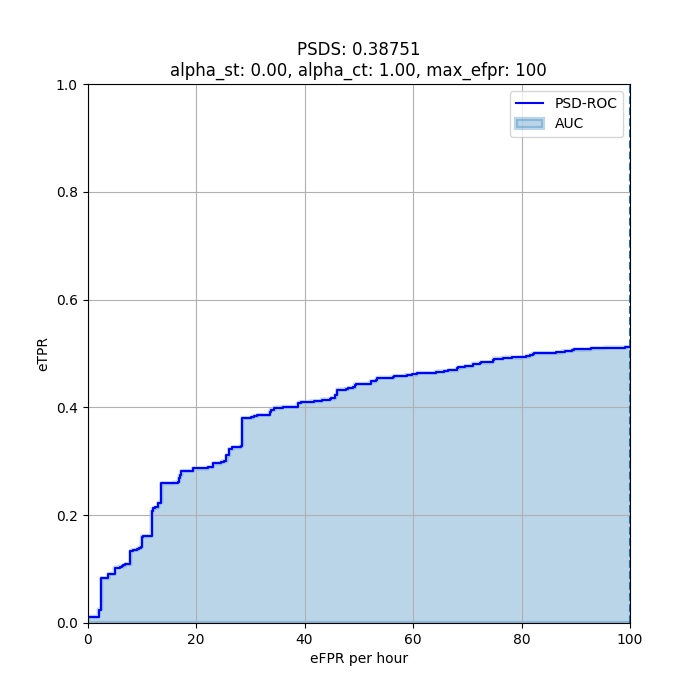 PSDS: 0.38751
alpha_st: 0.00, alpha_ct: 1.00, max_efpr: 100
PSD-ROC
AUC
1.0
0.8
0.6
0.4
0.2
0.0
eTPR
0 20 40 60 80 100
eFPR per hour